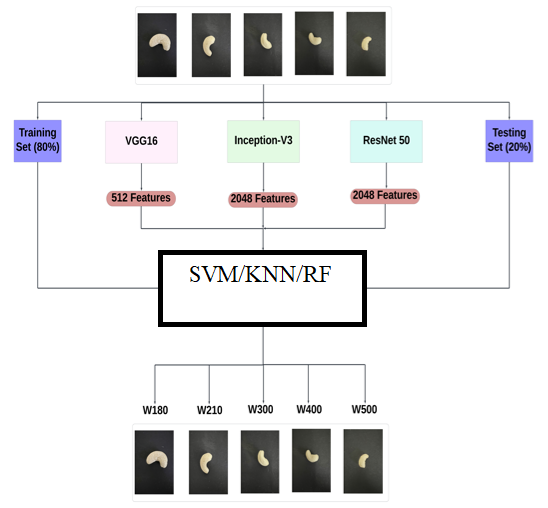 Training
Set (80%)
VGG16
Inception-V3
ResNet 50
Testing
Set (20%)
512 Features
2048 Features
2048 Features
SVM/KNN/RF
W180
W210
W300
W400
W500